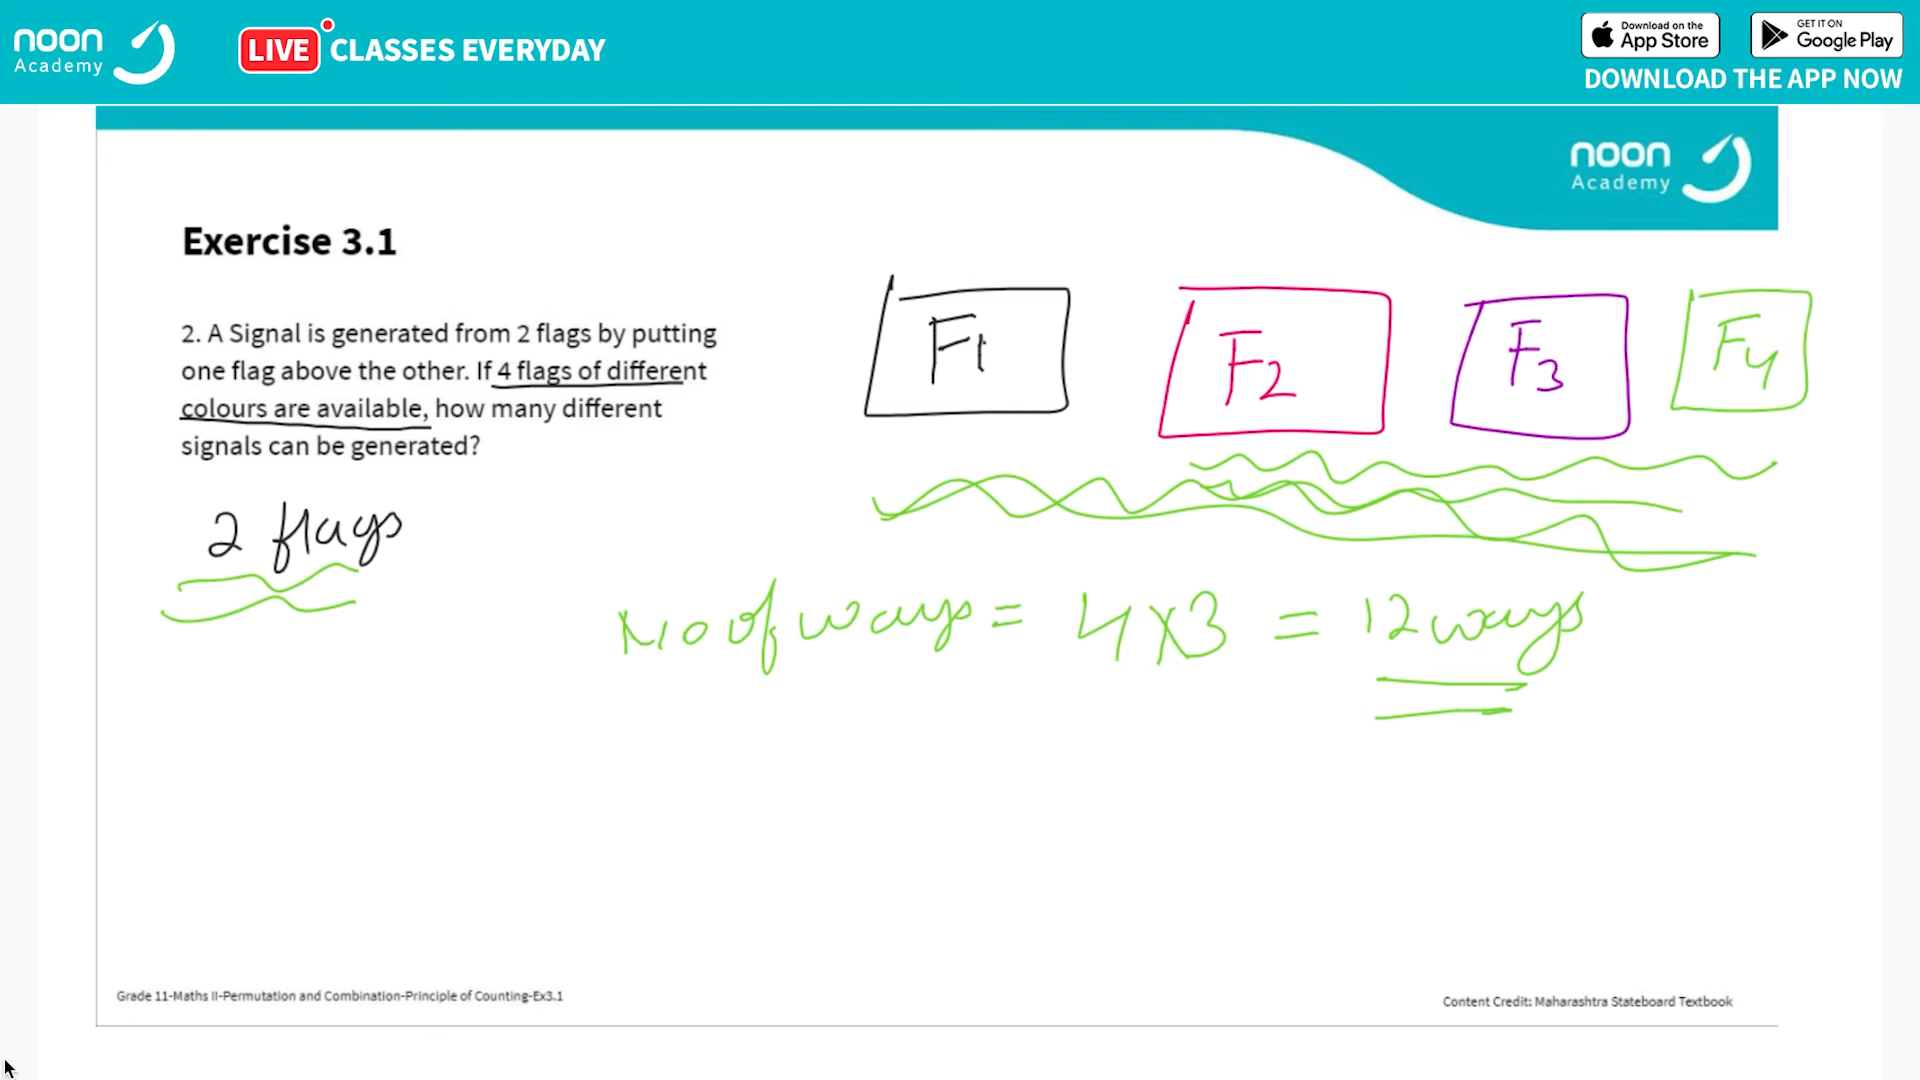 noon
Academy
LIVE CLASSES EVERYDAY
Download on the
App Store
GET IT ON
Google Play
DOWNLOAD THE APP NOW
noon
Academy
Exercise 3.1
2. A Signal is generated from 2 flags by putting
one flag above the other. If 4 flags of different
colours are available, how many different
signals can be generated?
F1 F2 F3 F4
2 flags
No of ways = 4 x 3 = 12 ways
Grade 11-Maths II-Permutation and Combination-Principle of Counting-Ex3.1
Content Credit: Maharashtra Stateboard Textbook